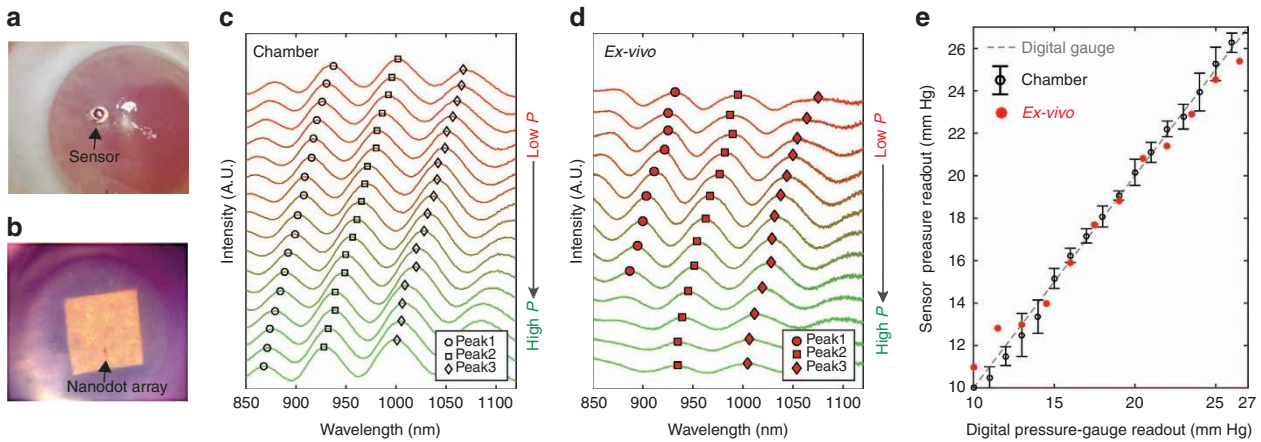 a
Sensor
b
Nanodot array
c
Chamber
Intensity (A.U.)
Low P
High P
Peak1
Peak2
Peak3
850 900 950 1000 1050 1100
Wavelength (nm)
d
Ex-vivo
Intensity (A.U.)
Low P
High P
Peak1
Peak2
Peak3
850 900 950 1000 1050 1100
Wavelength (nm)
e
Digital gauge
Chamber
Ex-vivo
Sensor preasure readout (mm Hg)
26
24
22
20
18
16
14
12
10
10 15 20 25 27
Digital pressure-gauge readout (mm Hg)